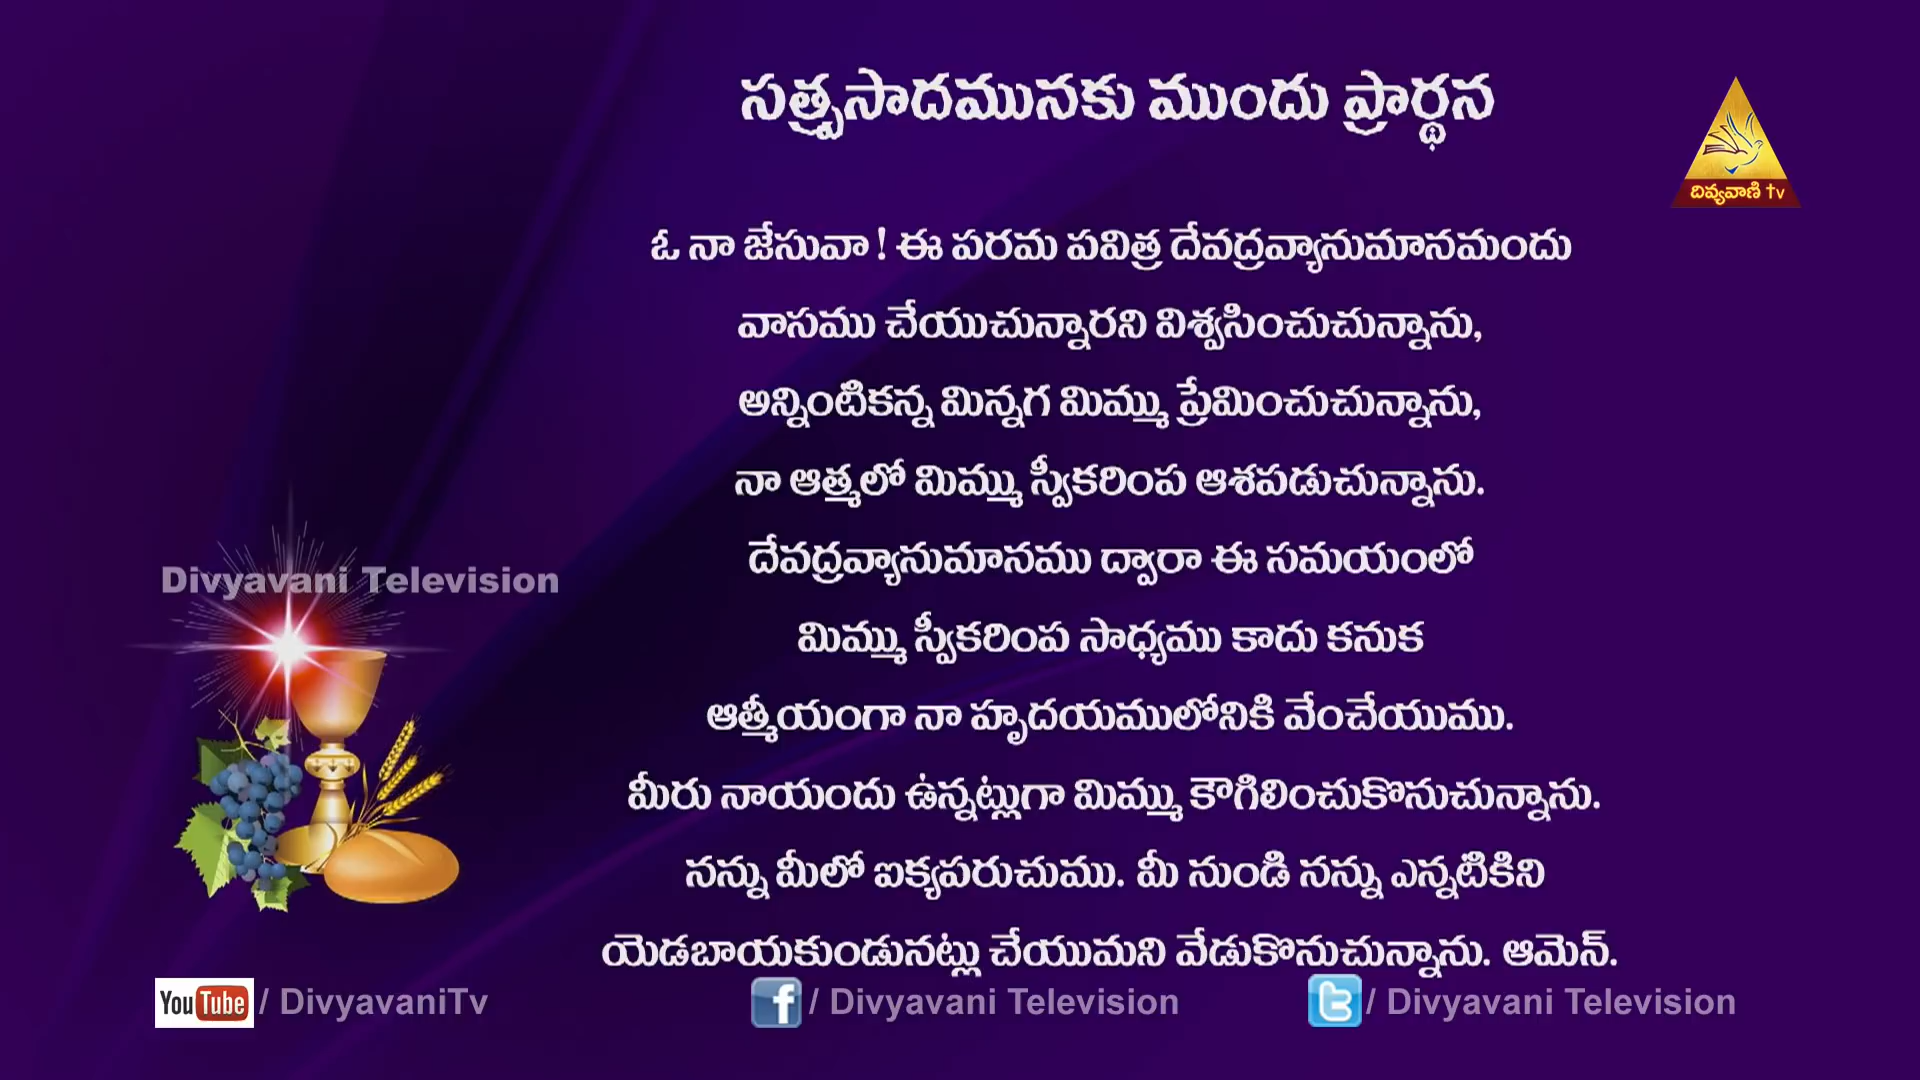 సత్ప్రసాదమునకు ముందు ప్రార్థన
దివ్యవాణి tv
ఓ నా జేసువా! ఈ పరమ పవిత్ర దేవద్రవ్యానుమానమందు
వాసము చేయుచున్నారని విశ్వసించుచున్నాను,
అన్నింటికన్న మిన్నగ మిమ్ము ప్రేమించుచున్నాను,
నా ఆత్మలో మిమ్ము స్వీకరింప ఆశపడుచున్నాను.
దేవద్రవ్యానుమానము ద్వారా ఈ సమయంలో
Divyavani Television
మిమ్ము స్వీకరింప సాధ్యము కాదు కనుక
ఆత్మీయంగా నా హృదయములోనికి వేంచేయుము.
మీరు నాయందు ఉన్నట్లుగా మిమ్ము కౌగిలించుకొనుచున్నాను.
నన్ను మీలో ఐక్యపరుచుము. మీ నుండి నన్ను ఎన్నటికిని
యెడబాయకుండునట్లు చేయుమని వేడుకొనుచున్నాను. ఆమెన్.
YouTube / DivyavaniTv
f / Divyavani Television
t / Divyavani Television